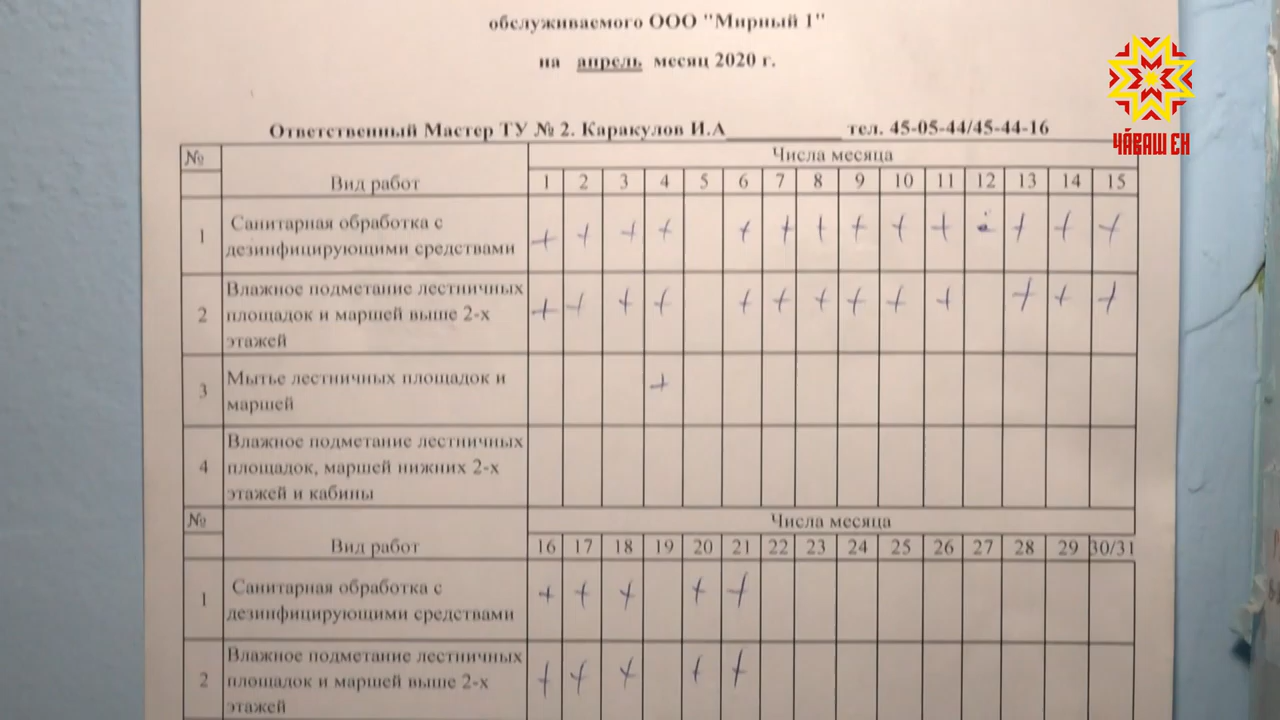 обслуживаемого ООО "Мирный 1"
на апрель месяц 2020 г.
ЧӐВАШ ЕН
Ответственный Мастер ТУ № 2. Каракулов И.А__________ тел. 45-05-44/45-44-16
№ Числа месяца
Вид работ 1 2 3 4 5 6 7 8 9 10 11 12 13 14 15
1 Санитарная обработка с
дезинфицирующими средствами + + + + + + + + + + + + +
2 Влажное подметание лестничных
площадок и маршей выше 2-х
этажей + + + + + + + + + + + + +
3 Мытье лестничных площадок и
маршей +
4 Влажное подметание лестничных
площадок, маршей нижних 2-х
этажей и кабины
№ Числа месяца
Вид работ 16 17 18 19 20 21 22 23 24 25 26 27 28 29 30/31
1 Санитарная обработка с
дезинфицирующими средствами + + + + +
2 Влажное подметание лестничных
площадок и маршей выше 2-х
этажей + + + + +